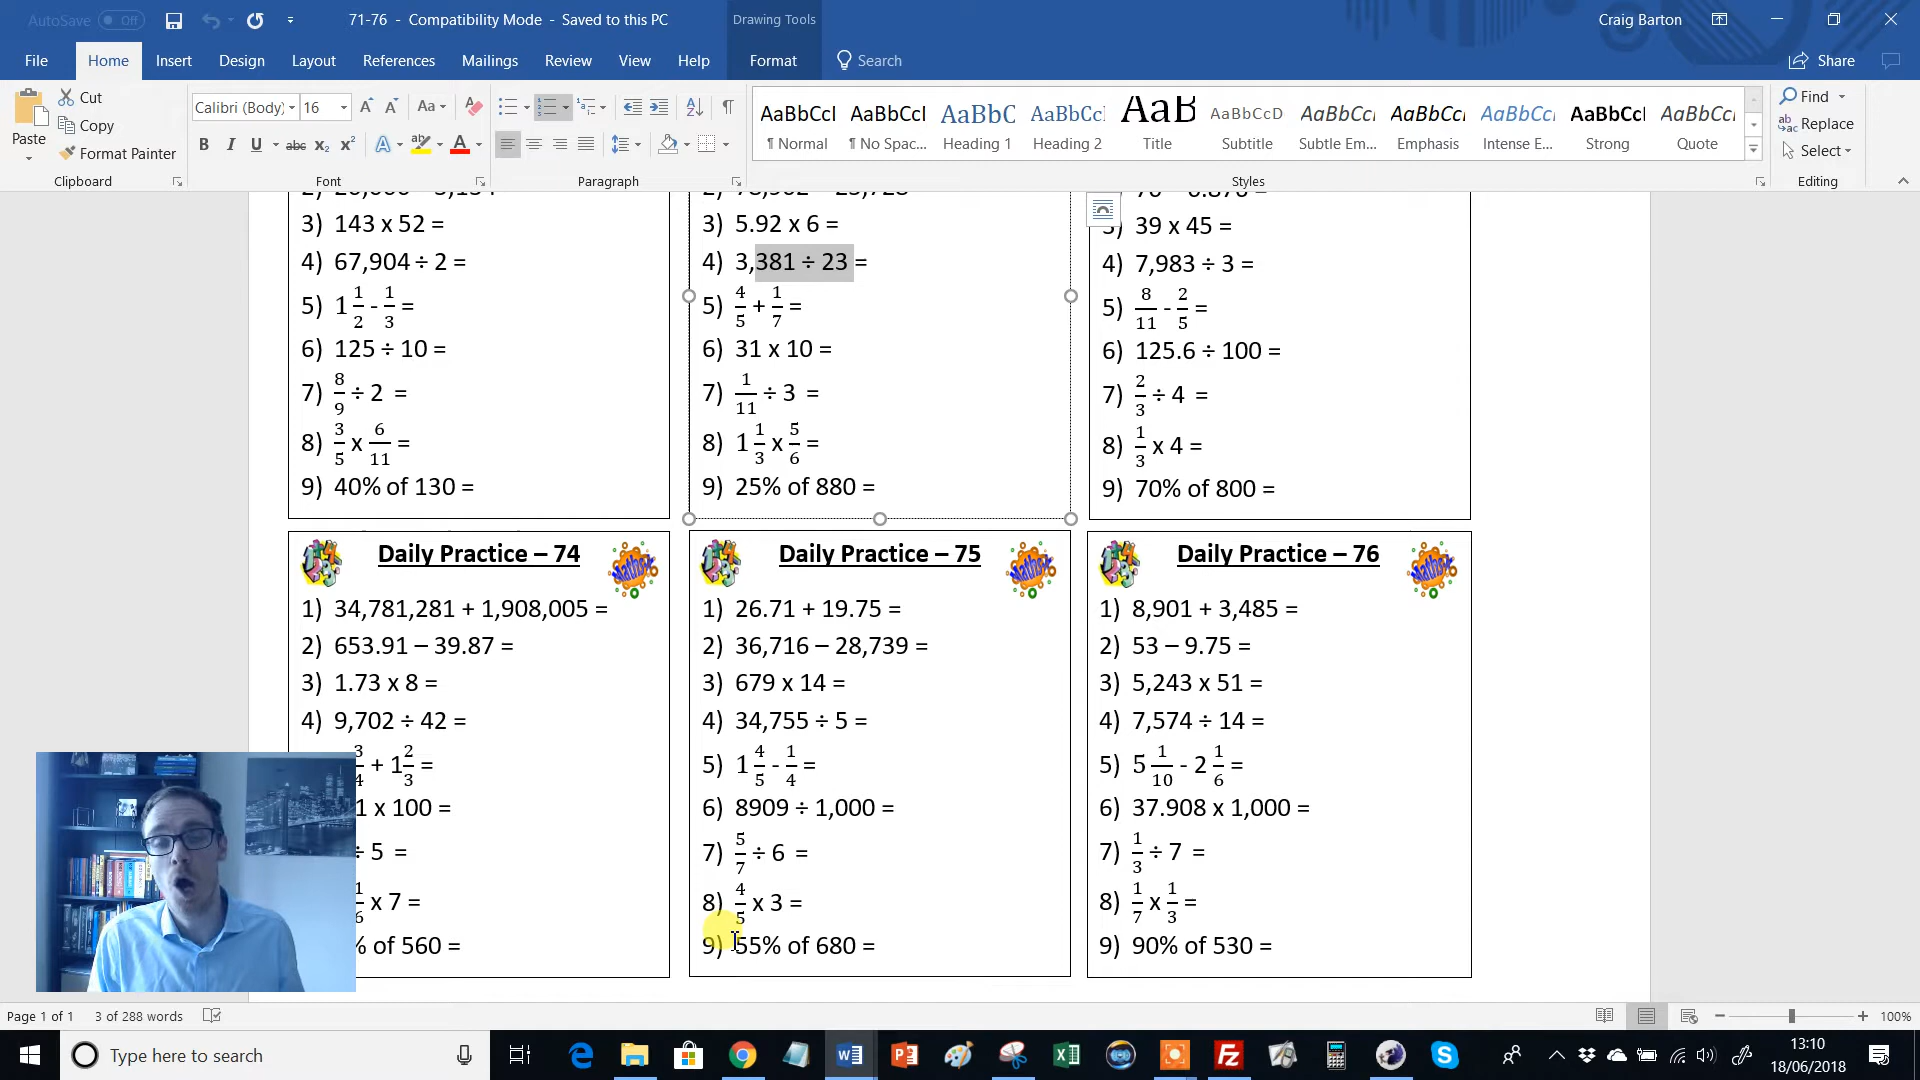 AutoSave Off 71-76 - Compatibility Mode - Saved to this PC Drawing Tools Craig Barton
File Home Insert Design Layout References Mailings Review View Help Format Search Share
Cut
Copy
Format Painter
Paste
Clipboard
Calibri (Body) 16
Font
Paragraph
AaBbCcI AaBbCcI AaBbC AaBbCc AaB AaBbCcD AaBbCcI AaBbCcI AaBbCcI AaBbCcI AaBbCcI
¶ Normal ¶ No Spac... Heading 1 Heading 2 Title Subtitle Subtle Em... Emphasis Intense E... Strong Quote
Styles
Find
Replace
Select
Editing
3) 143 x 52 =
4) 67,904 ÷ 2 =
5) 1 1/2 - 1/3 =
6) 125 ÷ 10 =
7) 8/9 ÷ 2 =
8) 3/5 x 6/11 =
9) 40% of 130 =
3) 5.92 x 6 =
4) 3,381 ÷ 23 =
5) 4/5 + 1/7 =
6) 31 x 10 =
7) 1/11 ÷ 3 =
8) 1 1/3 x 5/6 =
9) 25% of 880 =
39 x 45 =
4) 7,983 ÷ 3 =
5) 8/11 - 2/5 =
6) 125.6 ÷ 100 =
7) 2/3 ÷ 4 =
8) 1/3 x 4 =
9) 70% of 800 =
Daily Practice – 74
1) 34,781,281 + 1,908,005 =
2) 653.91 – 39.87 =
3) 1.73 x 8 =
4) 9,702 ÷ 42 =
3/4 + 1 2/3 =
1 x 100 =
÷ 5 =
1/6 x 7 =
% of 560 =
Daily Practice – 75
1) 26.71 + 19.75 =
2) 36,716 – 28,739 =
3) 679 x 14 =
4) 34,755 ÷ 5 =
5) 1 4/5 - 1/4 =
6) 8909 ÷ 1,000 =
7) 5/7 ÷ 6 =
8) 4/5 x 3 =
9) 55% of 680 =
Daily Practice – 76
1) 8,901 + 3,485 =
2) 53 – 9.75 =
3) 5,243 x 51 =
4) 7,574 ÷ 14 =
5) 5 1/10 - 2 1/6 =
6) 37.908 x 1,000 =
7) 1/3 ÷ 7 =
8) 1/7 x 1/3 =
9) 90% of 530 =
Page 1 of 1 3 of 288 words 100%
Type here to search
13:10
18/06/2018